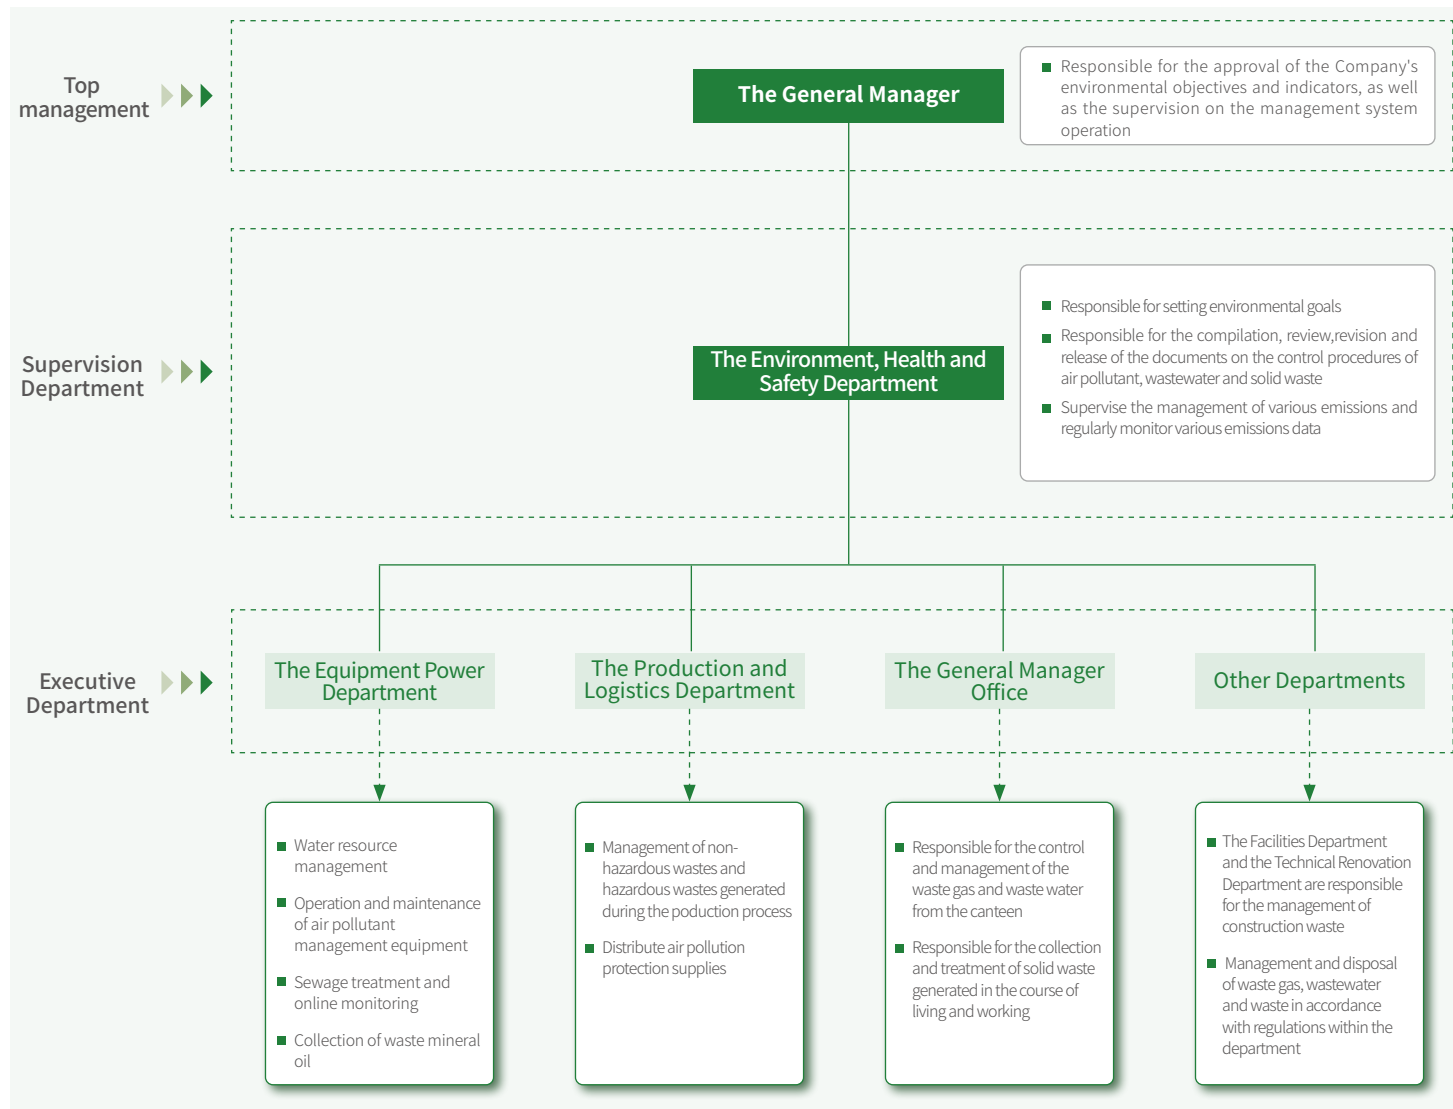 Top
management
The General Manager
Responsible for the approval of the Company's
environmental objectives and indicators, as well
as the supervision on the management system
operation
Supervision
Department
The Environment, Health and
Safety Department
Responsible for setting environmental goals
Responsible for the compilation, review,revision and
release of the documents on the control procedures of
air pollutant, wastewater and solid waste
Supervise the management of various emissions and
regularly monitor various emissions data
Executive
Department
The Equipment Power
Department
The Production and
Logistics Department
The General Manager
Office
Other Departments
Water resource
management
Operation and maintenance
of air pollutant
management equipment
Sewage treatment and
online monitoring
Collection of waste mineral
oil
Management of non-
hazardous wastes and
hazardous wastes generated
during the poduction process
Distribute air pollution
protection supplies
Responsible for the control
and management of the
waste gas and waste water
from the canteen
Responsible for the collection
and treatment of solid waste
generated in the course of
living and working
The Facilities Department
and the Technical Renovation
Department are responsible
for the management of
construction waste
Management and disposal
of waste gas, wastewater
and waste in accordance
with regulations within the
department